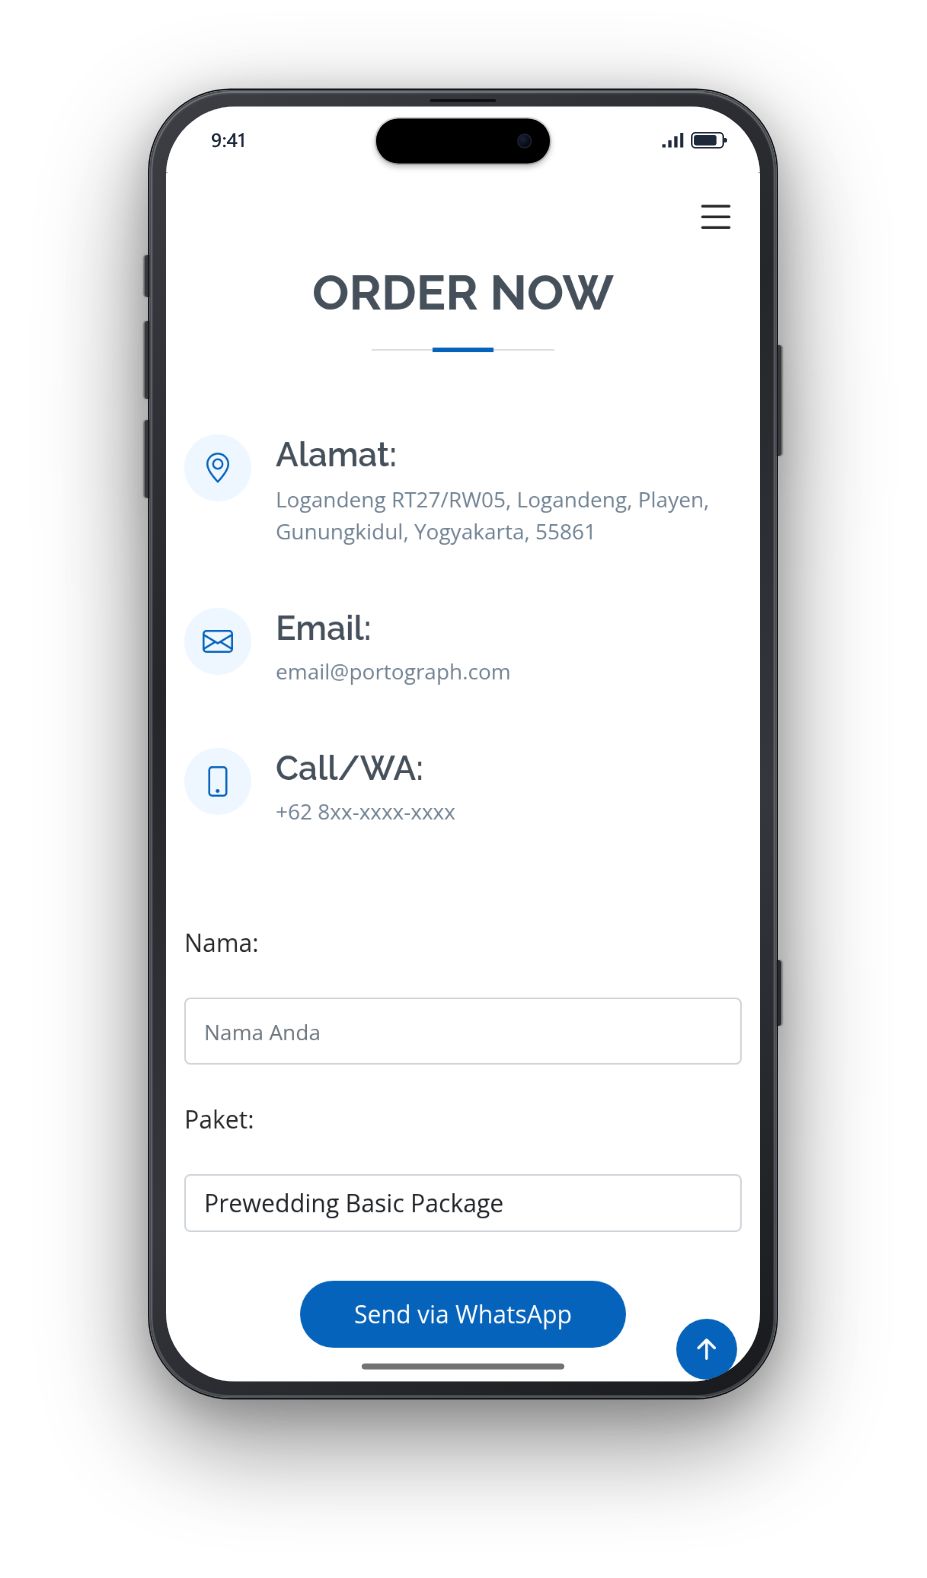 9:41
ORDER NOW
Alamat:
Logandeng RT27/RW05, Logandeng, Playen,
Gunungkidul, Yogyakarta, 55861
Email:
email@portograph.com
Call/WA:
+62 8xx-xxxx-xxxx
Nama:
Nama Anda
Paket:
Prewedding Basic Package
Send via WhatsApp